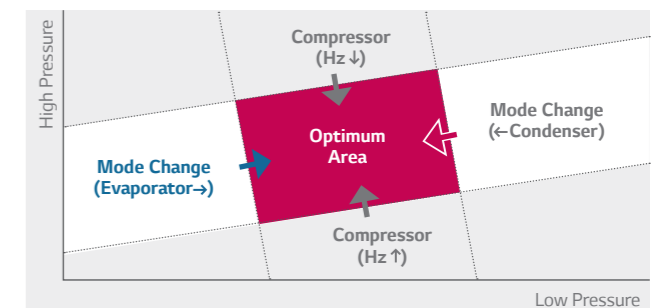 High Pressure
Compressor
(Hz ↓)
Mode Change
(←Condenser)
Optimum
Area
Mode Change
(Evaporator→)
Compressor
(Hz ↑)
Low Pressure